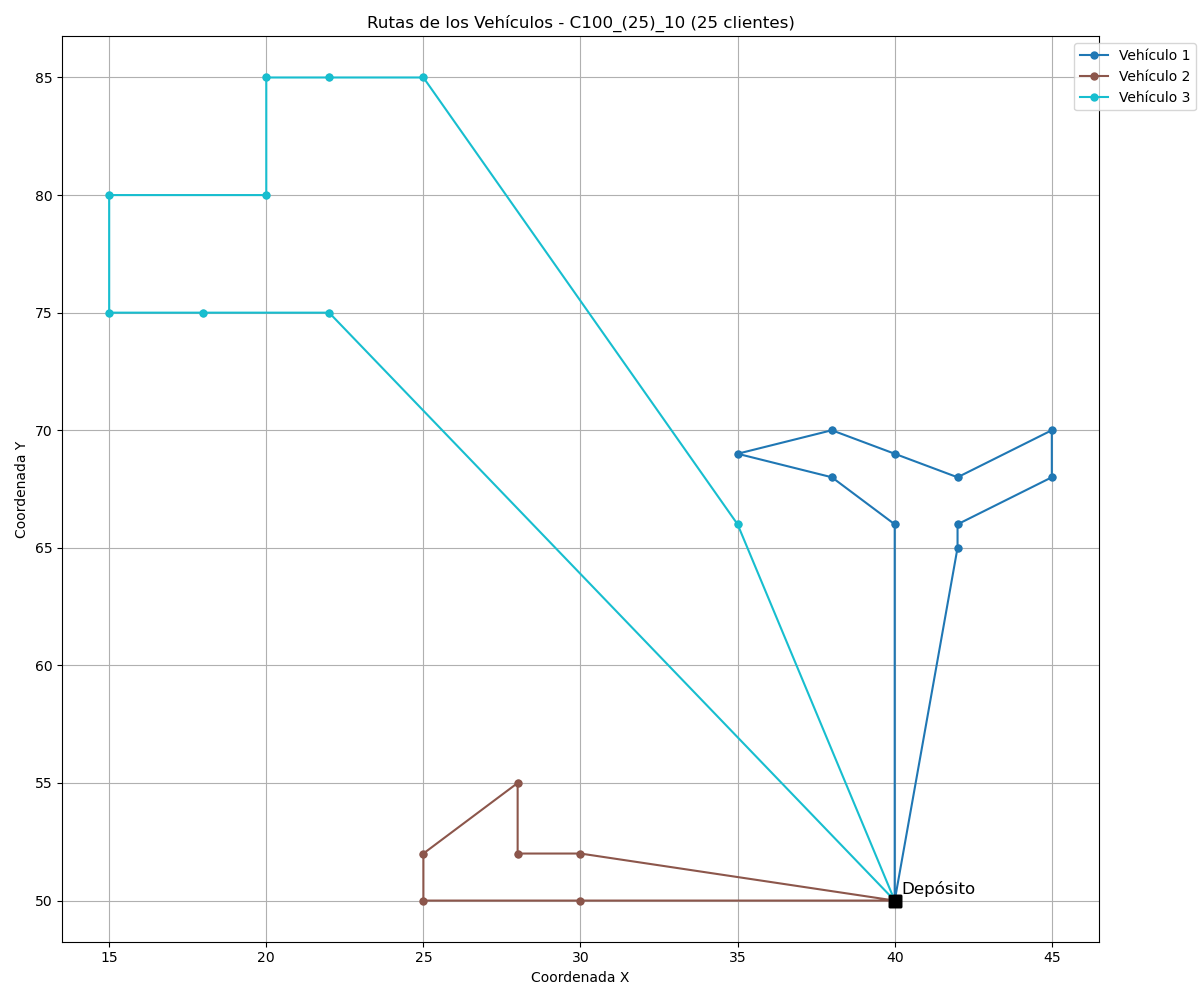 Rutas de los Vehículos - C100_(25)_10 (25 clientes)
Vehículo 1
Vehículo 2
Vehículo 3
85
80
75
70
65
60
55
50
Coordenada Y
Depósito
15
20
25
30
35
40
45
Coordenada X